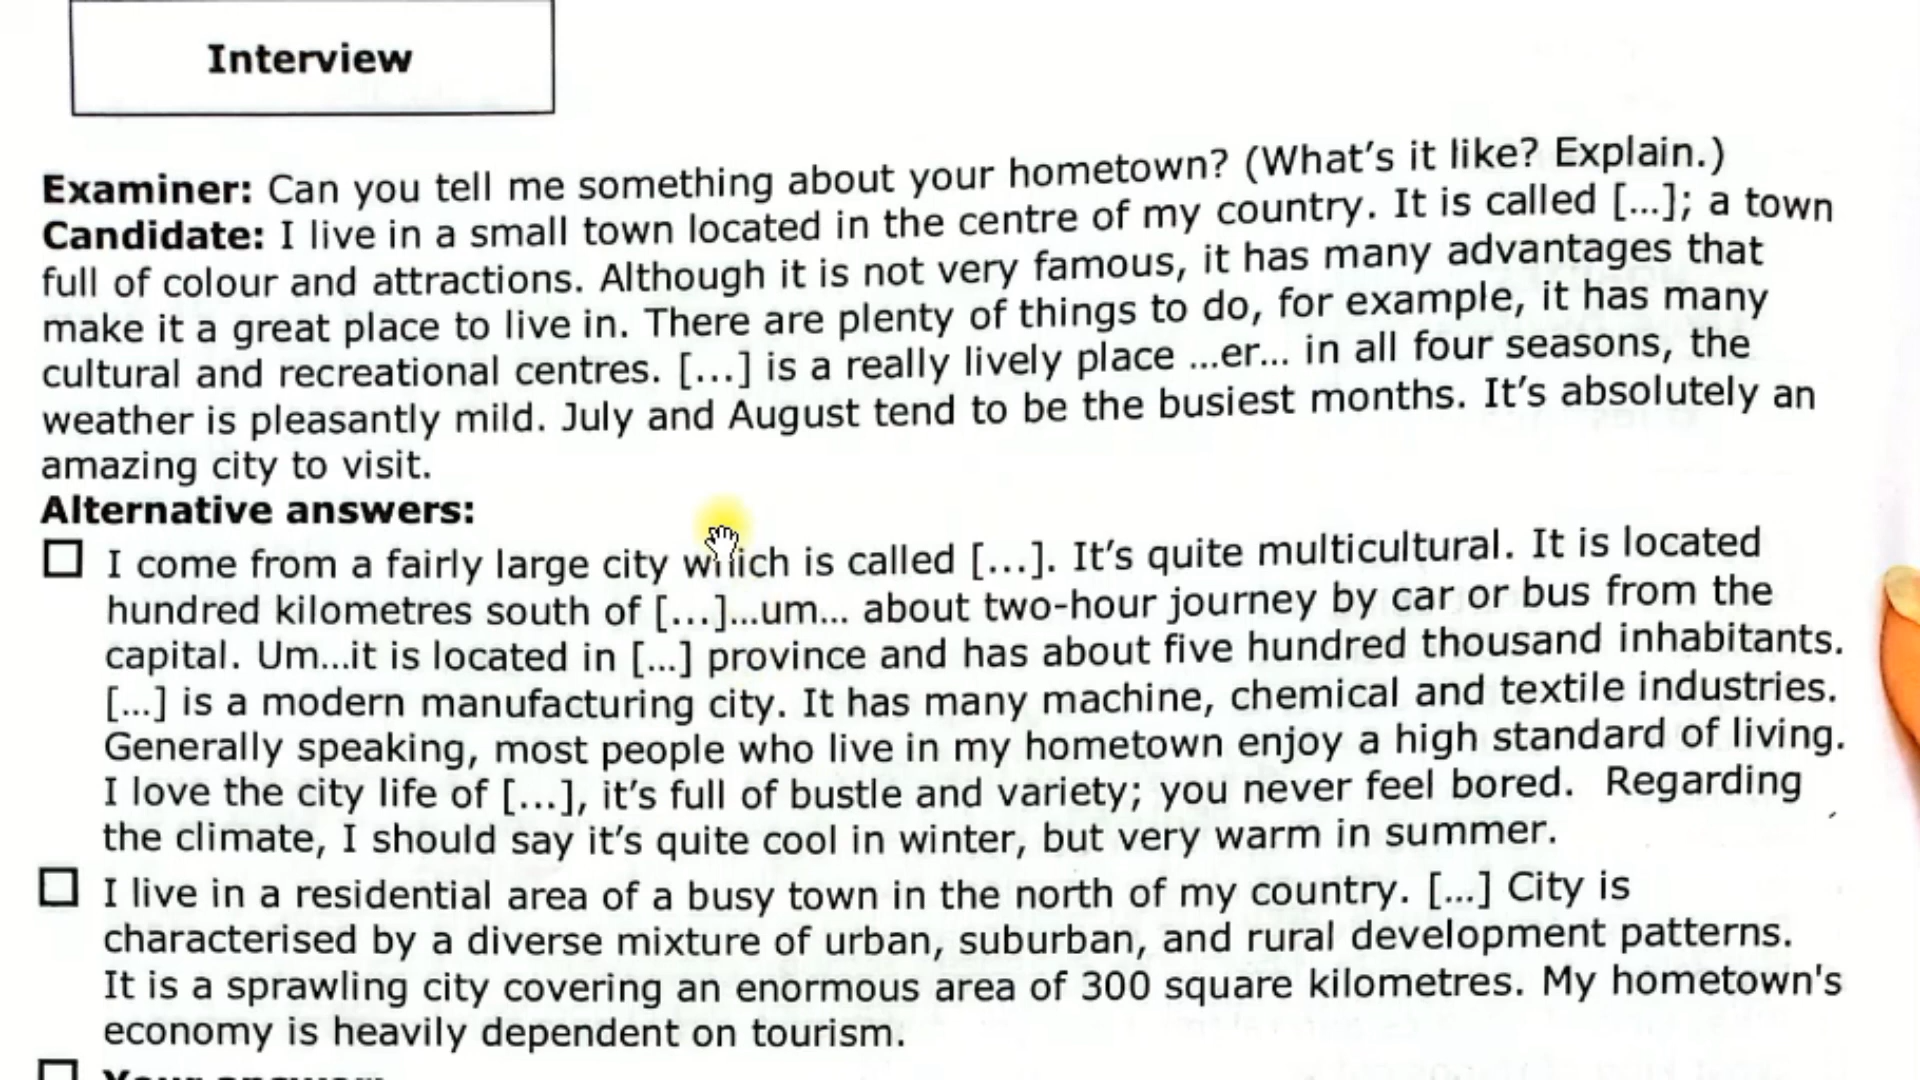 Interview
Examiner: Can you tell me something about your hometown? (What's it like? Explain.)
Candidate: I live in a small town located in the centre of my country. It is called [...]; a town
full of colour and attractions. Although it is not very famous, it has many advantages that
make it a great place to live in. There are plenty of things to do, for example, it has many
cultural and recreational centres. [...] is a really lively place ...er... in all four seasons, the
weather is pleasantly mild. July and August tend to be the busiest months. It's absolutely an
amazing city to visit.
Alternative answers:
I come from a fairly large city which is called [...]. It's quite multicultural. It is located
hundred kilometres south of [...]...um... about two-hour journey by car or bus from the
capital. Um...it is located in [...] province and has about five hundred thousand inhabitants.
[...] is a modern manufacturing city. It has many machine, chemical and textile industries.
Generally speaking, most people who live in my hometown enjoy a high standard of living.
I love the city life of [...], it's full of bustle and variety; you never feel bored. Regarding
the climate, I should say it's quite cool in winter, but very warm in summer.
I live in a residential area of a busy town in the north of my country. [...] City is
characterised by a diverse mixture of urban, suburban, and rural development patterns.
It is a sprawling city covering an enormous area of 300 square kilometres. My hometown's
economy is heavily dependent on tourism.
Your answer: